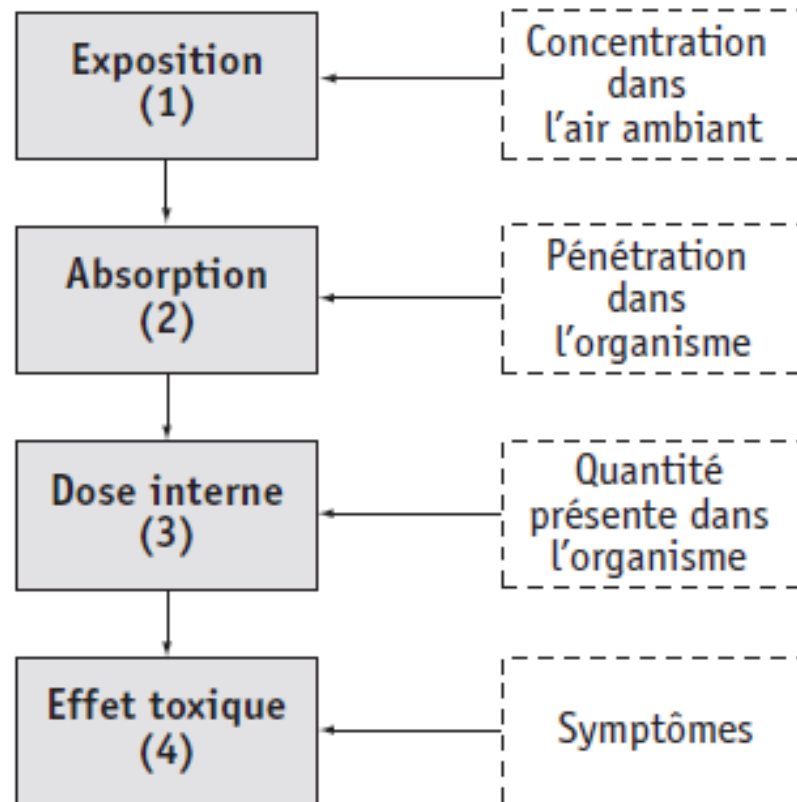 Exposition
(1)
Concentration
dans
l'air ambiant
Absorption
(2)
Pénétration
dans
l'organisme
Dose interne
(3)
Quantité
présente dans
l'organisme
Effet toxique
(4)
Symptômes